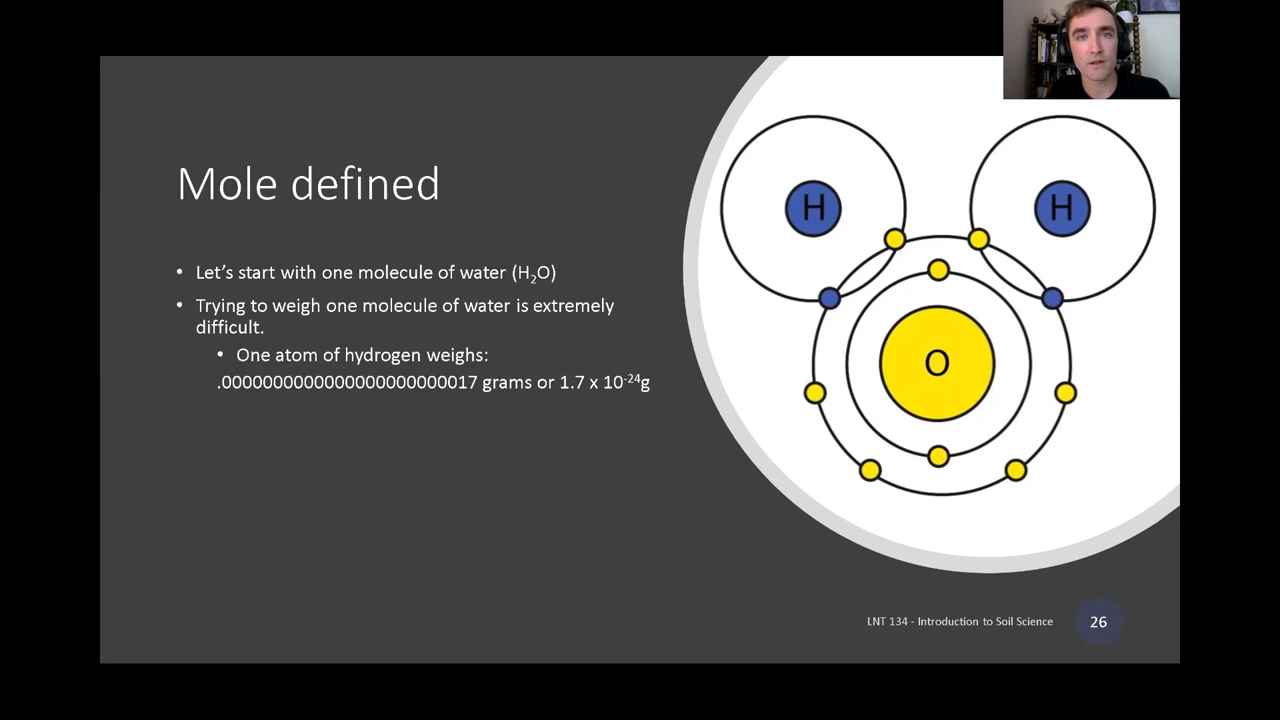 Mole defined
• Let's start with one molecule of water (H₂O)
• Trying to weigh one molecule of water is extremely
difficult.
• One atom of hydrogen weighs:
.0000000000000000000000017 grams or 1.7 x 10⁻²⁴g
H
H
O
LNT 134 - Introduction to Soil Science
26